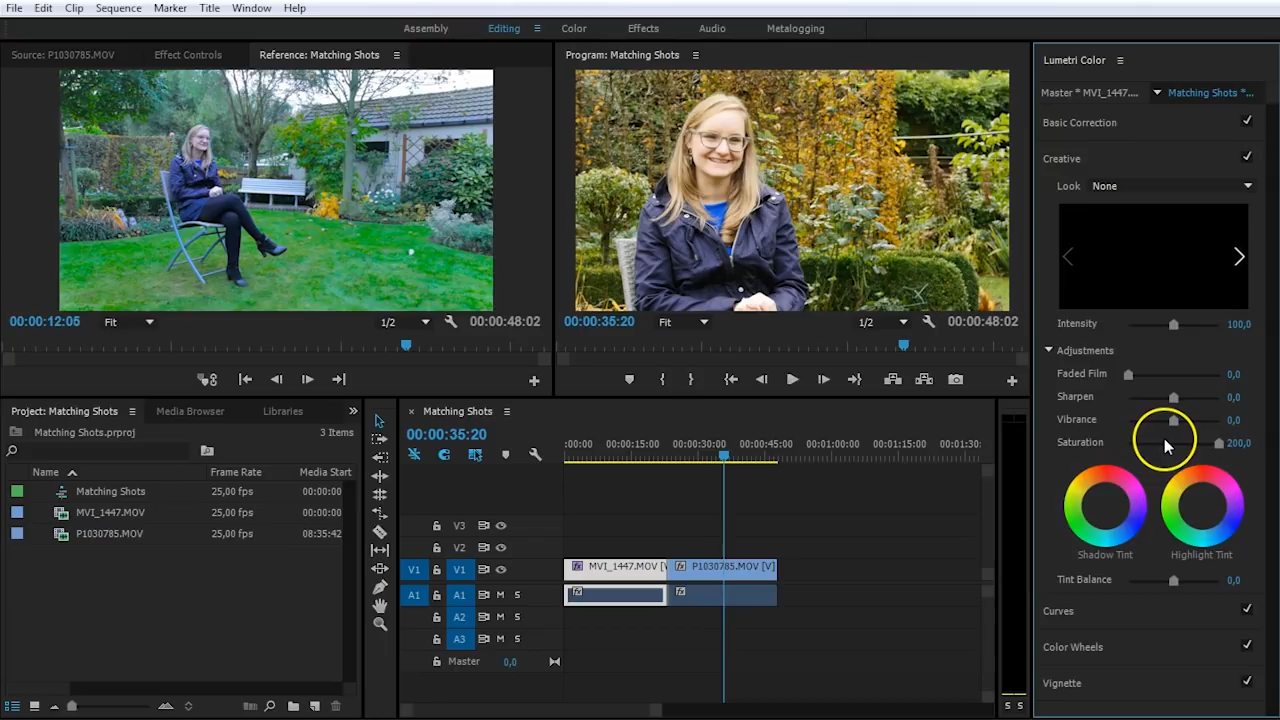 File Edit Clip Sequence Marker Title Window Help
Assembly Editing Color Effects Audio Metalogging
Source: P1030785.MOV Effect Controls Reference: Matching Shots
Program: Matching Shots
Lumetri Color
Master * MVI_1447.... Matching Shots *...
Basic Correction
Creative
Look None
Intensity 100,0
Adjustments
Faded Film 0,0
Sharpen 0,0
Vibrance 0,0
Saturation 200,0
Shadow Tint Highlight Tint
Tint Balance 0,0
Curves
Color Wheels
Vignette
00:00:12:05 Fit 1/2 00:00:48:02
00:00:35:20 Fit 1/2 00:00:48:02
Project: Matching Shots Media Browser Libraries
Matching Shots.prproj 3 Items
Name Frame Rate Media Start
Matching Shots 25,00 fps 00:00:00
MVI_1447.MOV 25,00 fps 00:00:00
P1030785.MOV 25,00 fps 08:35:42
× Matching Shots
00:00:35:20
:00:00 00:00:15:00 00:00:30:00 00:00:45:00 00:01:00:00 00:01:15:00 00:01:30:
V3
V2
V1 V1 MVI_1447.MOV [V P1030785.MOV [V]
A1 A1 M S
A2 M S
A3 M S
Master 0,0
S S